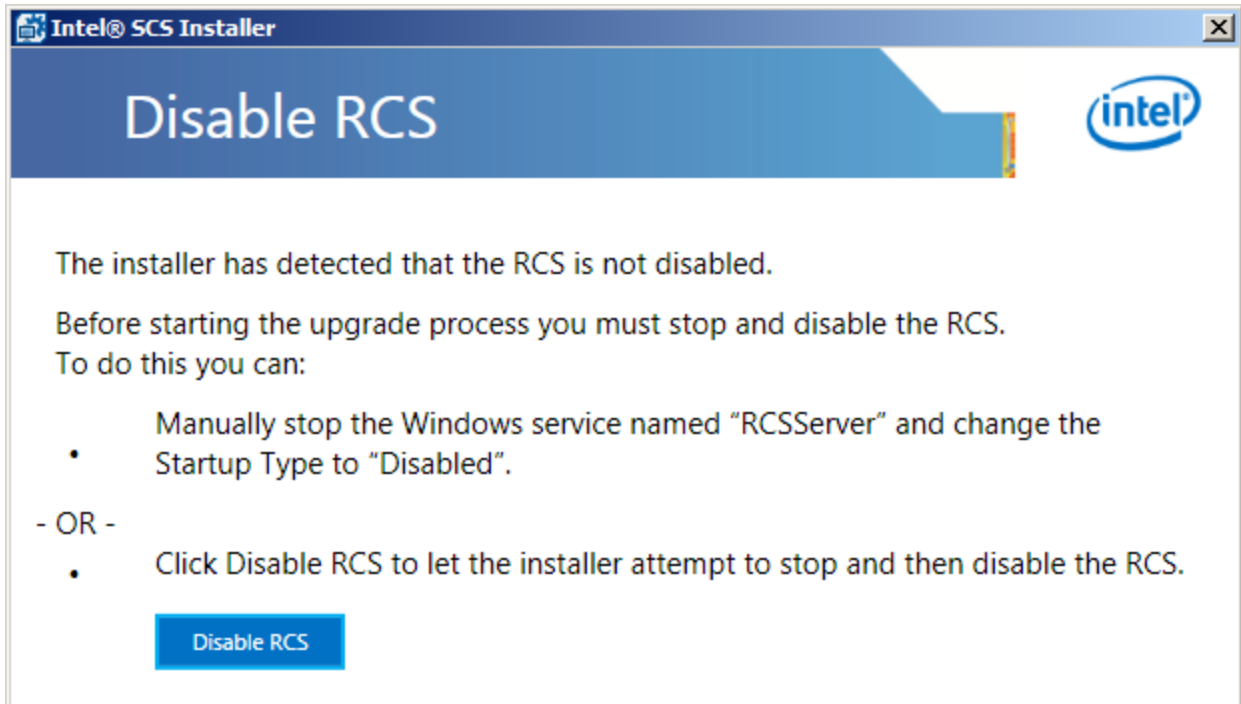 Intel® SCS Installer
Disable RCS
intel®
The installer has detected that the RCS is not disabled.
Before starting the upgrade process you must stop and disable the RCS.
To do this you can:
• Manually stop the Windows service named “RCSServer” and change the
Startup Type to “Disabled”.
- OR -
• Click Disable RCS to let the installer attempt to stop and then disable the RCS.
Disable RCS